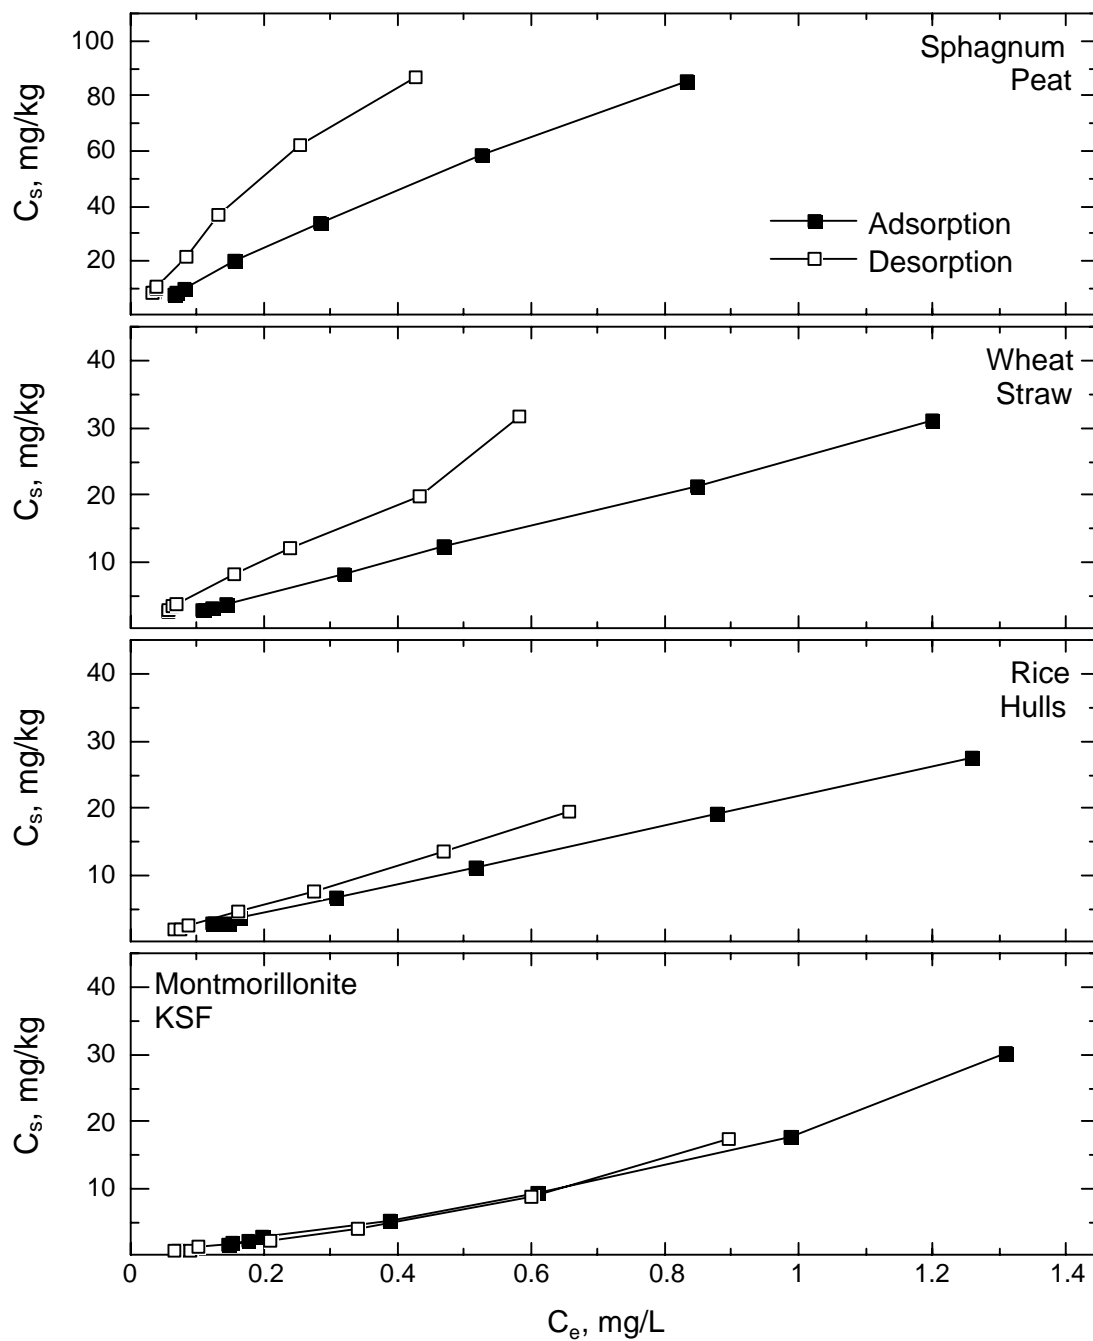 100
80
60
40
20
C_s, mg/kg
Sphagnum
Peat
Adsorption
Desorption
40
30
20
10
C_s, mg/kg
Wheat
Straw
40
30
20
10
C_s, mg/kg
Rice
Hulls
40
30
20
10
C_s, mg/kg
Montmorillonite
KSF
0 0.2 0.4 0.6 0.8 1 1.2 1.4
C_e, mg/L